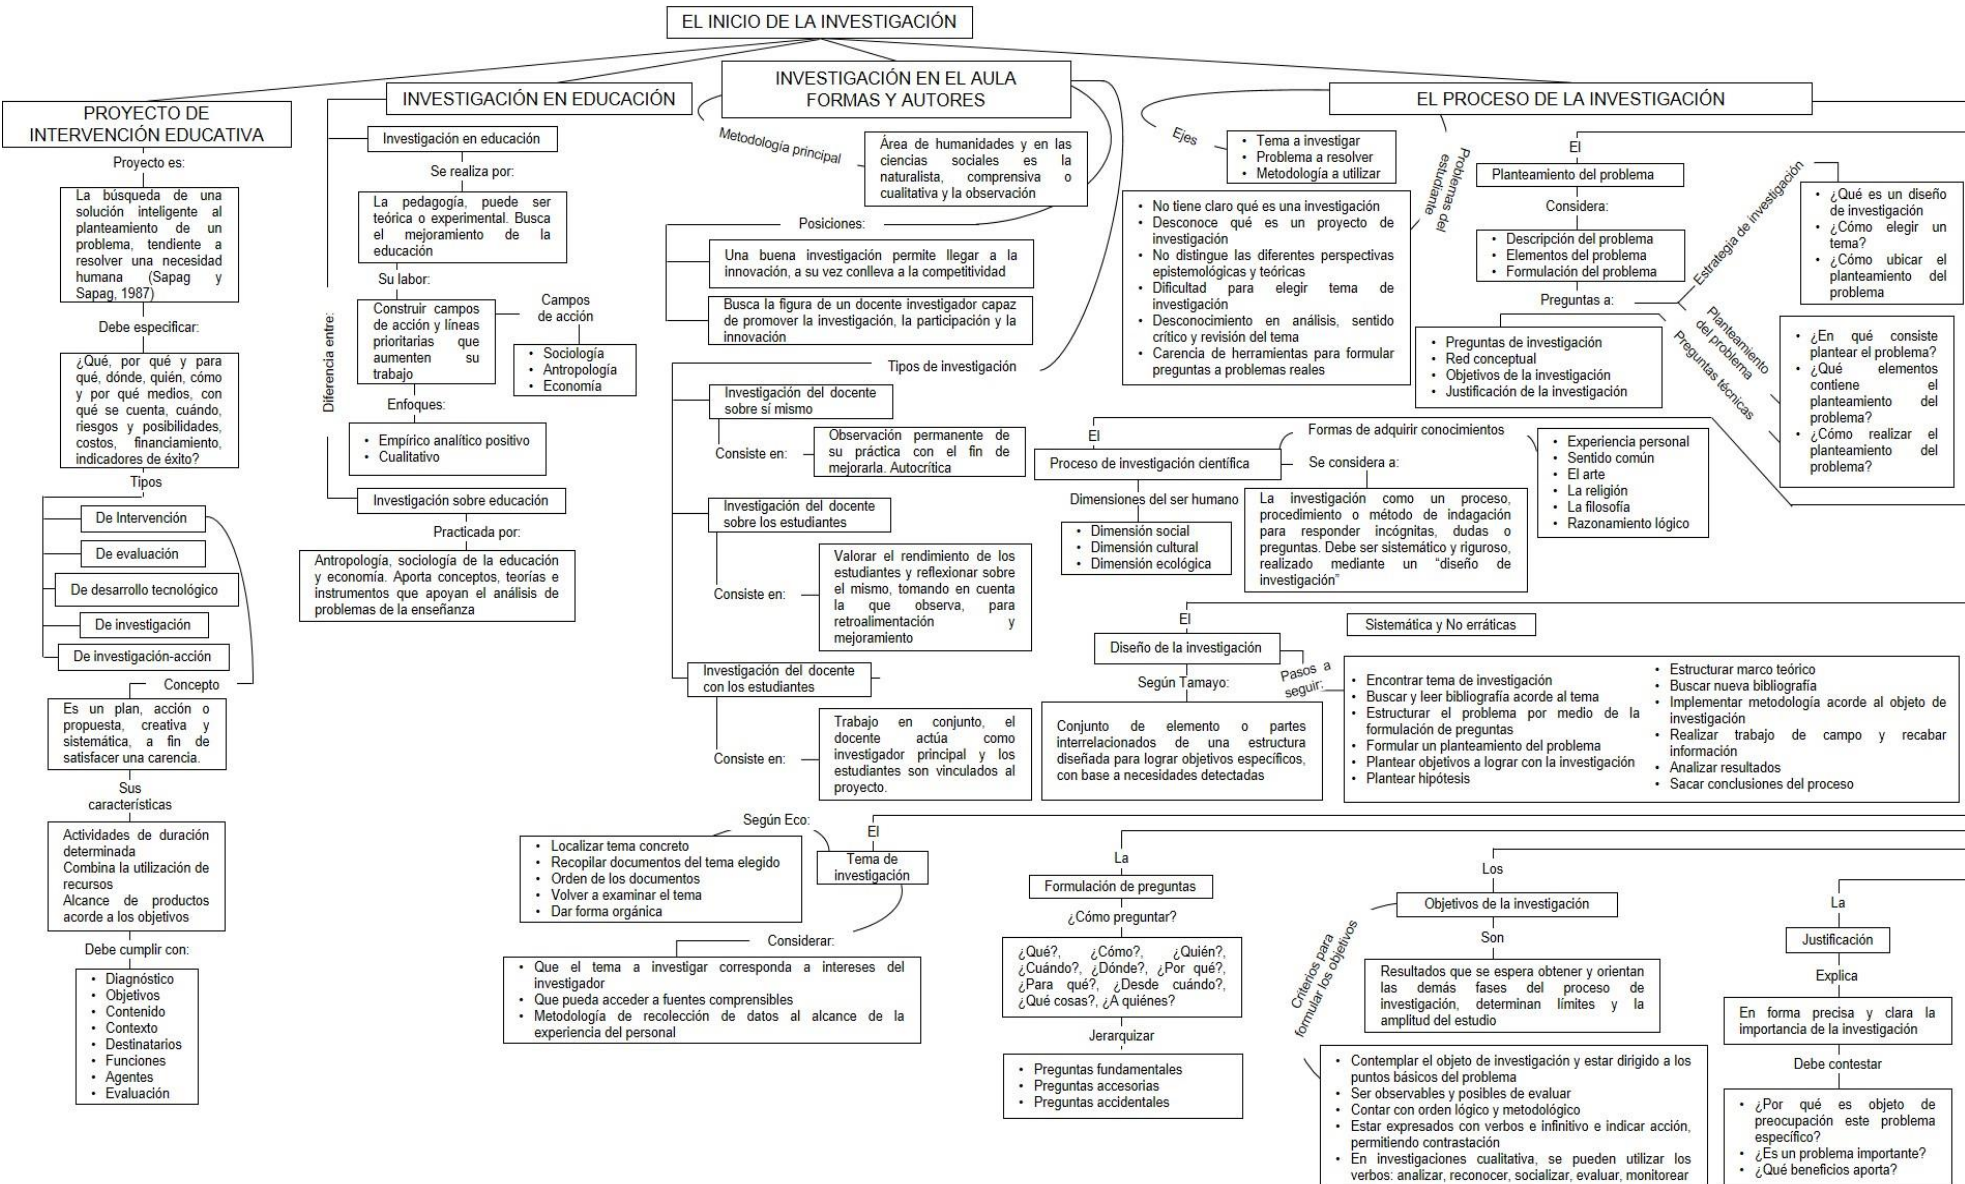 EL INICIO DE LA INVESTIGACIÓN
PROYECTO DE
INTERVENCIÓN EDUCATIVA
Proyecto es:
La búsqueda de una
solución inteligente al
planteamiento de un
problema, tendiente a
resolver una necesidad
humana (Sapag y
Sapag, 1987)
Debe especificar:
¿Qué, por qué y para
qué, dónde, quién, cómo
y por qué medios, con
qué se cuenta, cuándo,
riesgos y posibilidades,
costos, financiamiento,
indicadores de éxito?
Tipos
De Intervención
De evaluación
De desarrollo tecnológico
De investigación
De investigación-acción
Concepto
Es un plan, acción o
propuesta, creativa y
sistemática, a fin de
satisfacer una carencia.
Sus
características
Actividades de duración
determinada
Combina la utilización de
recursos
Alcance de productos
acorde a los objetivos
Debe cumplir con:
• Diagnóstico
• Objetivos
• Contenido
• Contexto
• Destinatarios
• Funciones
• Agentes
• Evaluación
INVESTIGACIÓN EN EDUCACIÓN
Diferencia entre:
Investigación en educación
Se realiza por:
La pedagogía, puede ser
teórica o experimental. Busca
el mejoramiento de la
educación
Su labor:
Construir campos
de acción y líneas
prioritarias que
aumenten su
trabajo
Campos
de acción
• Sociología
• Antropología
• Economía
Enfoques:
• Empírico analítico positivo
• Cualitativo
Investigación sobre educación
Practicada por:
Antropología, sociología de la educación
y economía. Aporta conceptos, teorías e
instrumentos que apoyan el análisis de
problemas de la enseñanza
INVESTIGACIÓN EN EL AULA
FORMAS Y AUTORES
Metodología principal
Área de humanidades y en las
ciencias sociales es la
naturalista, comprensiva o
cualitativa y la observación
Posiciones:
Una buena investigación permite llegar a la
innovación, a su vez conlleva a la competitividad
Busca la figura de un docente investigador capaz
de promover la investigación, la participación y la
innovación
Tipos de investigación
Investigación del docente
sobre sí mismo
Consiste en:
Observación permanente de
su práctica con el fin de
mejorarla. Autocrítica
Investigación del docente
sobre los estudiantes
Consiste en:
Valorar el rendimiento de los
estudiantes y reflexionar sobre
el mismo, tomando en cuenta
la que observa, para
retroalimentación y
mejoramiento
Investigación del docente
con los estudiantes
Consiste en:
Trabajo en conjunto, el
docente actúa como
investigador principal y los
estudiantes son vinculados al
proyecto.
EL PROCESO DE LA INVESTIGACIÓN
Ejes
• Tema a investigar
• Problema a resolver
• Metodología a utilizar
Problemas del
estudiante
• No tiene claro qué es una investigación
• Desconoce qué es un proyecto de
investigación
• No distingue las diferentes perspectivas
epistemológicas y teóricas
• Dificultad para elegir tema de
investigación
• Desconocimiento en análisis, sentido
crítico y revisión del tema
• Carencia de herramientas para formular
preguntas a problemas reales
El
Planteamiento del problema
Considera:
• Descripción del problema
• Elementos del problema
• Formulación del problema
Preguntas a:
• Preguntas de investigación
• Red conceptual
• Objetivos de la investigación
• Justificación de la investigación
Estrategia de investigación
• ¿Qué es un diseño
de investigación
• ¿Cómo elegir un
tema?
• ¿Cómo ubicar el
planteamiento del
problema
Planteamiento
del problema
Preguntas técnicas
• ¿En qué consiste
plantear el problema?
• ¿Qué elementos
contiene el
planteamiento del
problema?
• ¿Cómo realizar el
planteamiento del
problema?
El
Proceso de investigación científica
Formas de adquirir conocimientos
• Experiencia personal
• Sentido común
• El arte
• La religión
• La filosofía
• Razonamiento lógico
Se considera a:
La investigación como un proceso,
procedimiento o método de indagación
para responder incógnitas, dudas o
preguntas. Debe ser sistemático y riguroso,
realizado mediante un “diseño de
investigación”
Dimensiones del ser humano
• Dimensión social
• Dimensión cultural
• Dimensión ecológica
El
Diseño de la investigación
Según Tamayo:
Conjunto de elemento o partes
interrelacionados de una estructura
diseñada para lograr objetivos específicos,
con base a necesidades detectadas
Pasos a
seguir:
Sistemática y No erráticas
• Encontrar tema de investigación
• Buscar y leer bibliografía acorde al tema
• Estructurar el problema por medio de la
formulación de preguntas
• Formular un planteamiento del problema
• Plantear objetivos a lograr con la investigación
• Plantear hipótesis
• Estructurar marco teórico
• Buscar nueva bibliografía
• Implementar metodología acorde al objeto de
investigación
• Realizar trabajo de campo y recabar
información
• Analizar resultados
• Sacar conclusiones del proceso
El
Tema de
investigación
Según Eco:
• Localizar tema concreto
• Recopilar documentos del tema elegido
• Orden de los documentos
• Volver a examinar el tema
• Dar forma orgánica
Considerar:
• Que el tema a investigar corresponda a intereses del
investigador
• Que pueda acceder a fuentes comprensibles
• Metodología de recolección de datos al alcance de la
experiencia del personal
La
Formulación de preguntas
¿Cómo preguntar?
¿Qué?, ¿Cómo?, ¿Quién?,
¿Cuándo?, ¿Dónde?, ¿Por qué?,
¿Para qué?, ¿Desde cuándo?,
¿Qué cosas?, ¿A quiénes?
Jerarquizar
• Preguntas fundamentales
• Preguntas accesorias
• Preguntas accidentales
Los
Objetivos de la investigación
Son
Resultados que se espera obtener y orientan
las demás fases del proceso de
investigación, determinan límites y la
amplitud del estudio
Criterios para
formular los objetivos
• Contemplar el objeto de investigación y estar dirigido a los
puntos básicos del problema
• Ser observables y posibles de evaluar
• Contar con orden lógico y metodológico
• Estar expresados con verbos e infinitivo e indicar acción,
permitiendo contrastación
• En investigaciones cualitativa, se pueden utilizar los
verbos: analizar, reconocer, socializar, evaluar, monitorear
La
Justificación
Explica
En forma precisa y clara la
importancia de la investigación
Debe contestar
• ¿Por qué es objeto de
preocupación este problema
específico?
• ¿Es un problema importante?
• ¿Qué beneficios aporta?